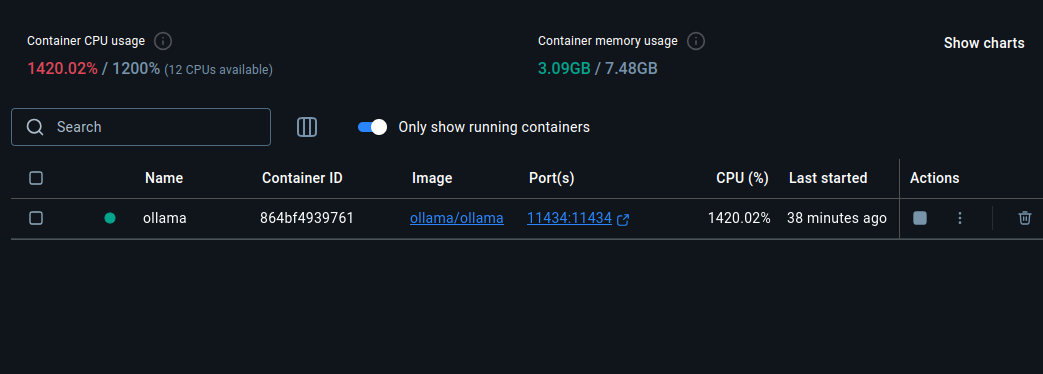 Container CPU usage
Container memory usage
Show charts
1420.02% / 1200% (12 CPUs available)
3.09GB / 7.48GB
Search
Only show running containers
Name Container ID Image Port(s) CPU (%) Last started Actions
ollama 864bf4939761 ollama/ollama 11434:11434 1420.02% 38 minutes ago